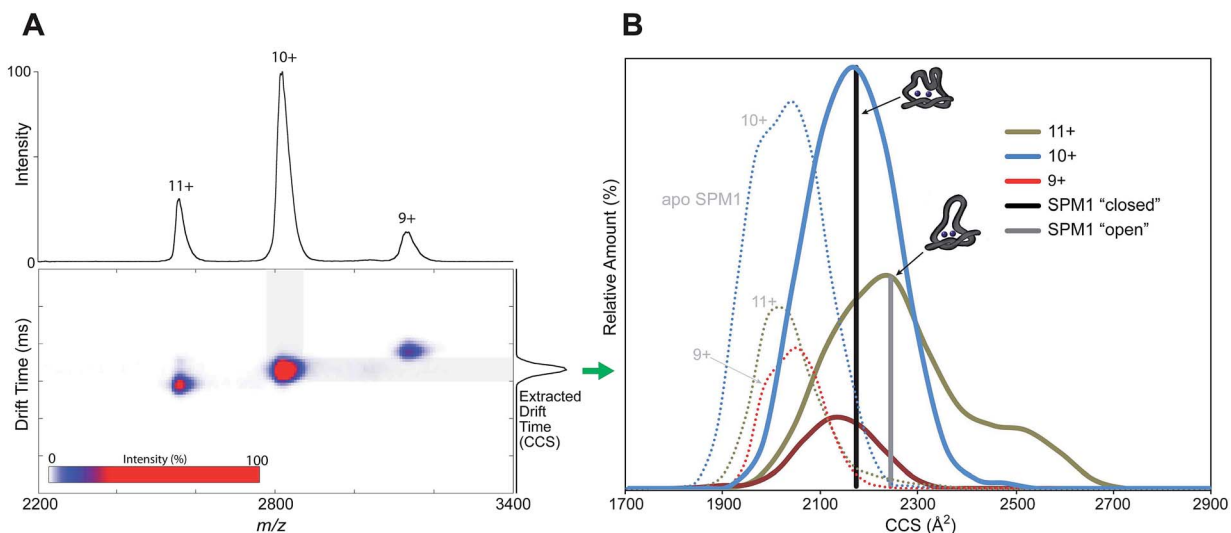 A
10+
100
11+
9+
Intensity
0
Drift Time (ms)
Extracted
Drift
Time
(CCS)
0 Intensity (%) 100
2200 2800 3400
m/z
B
10+
apo SPM1
11+
9+
11+
10+
9+
SPM1 “closed”
SPM1 “open”
Relative Amount (%)
1700 1900 2100 2300 2500 2700 2900
CCS (Å²)